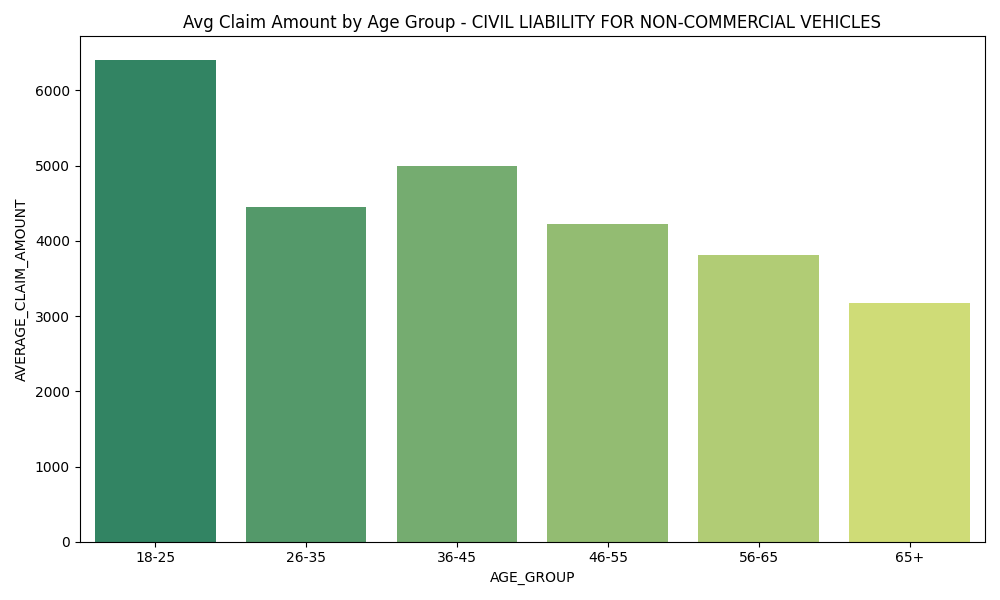 Avg Claim Amount by Age Group - CIVIL LIABILITY FOR NON-COMMERCIAL VEHICLES
AVERAGE_CLAIM_AMOUNT
6000
5000
4000
3000
2000
1000
0
18-25 26-35 36-45 46-55 56-65 65+
AGE_GROUP